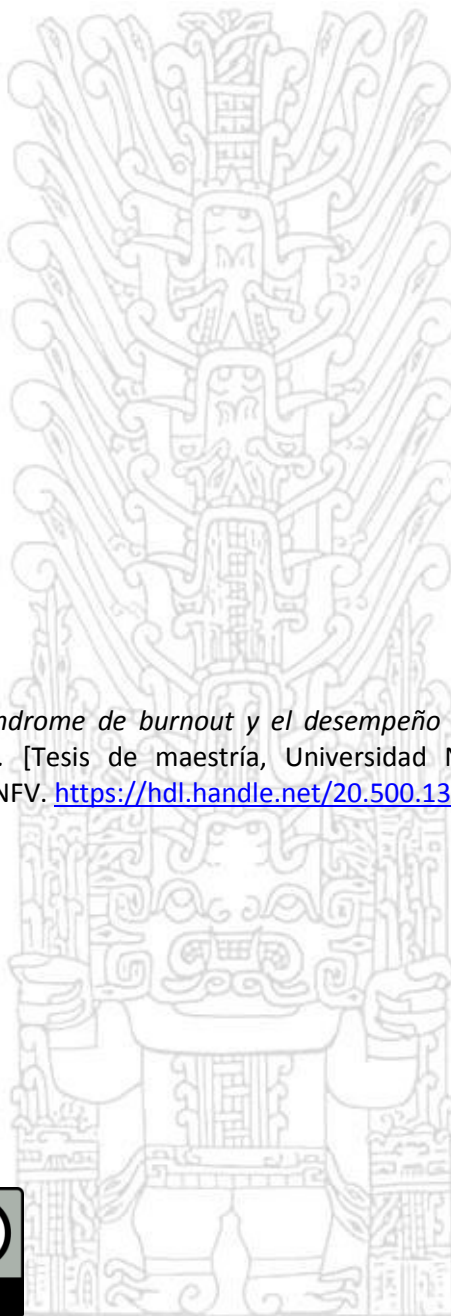 ndrome de burnout y el desempeño
. [Tesis de maestría, Universidad
NFV. https://hdl.handle.net/20.500.13